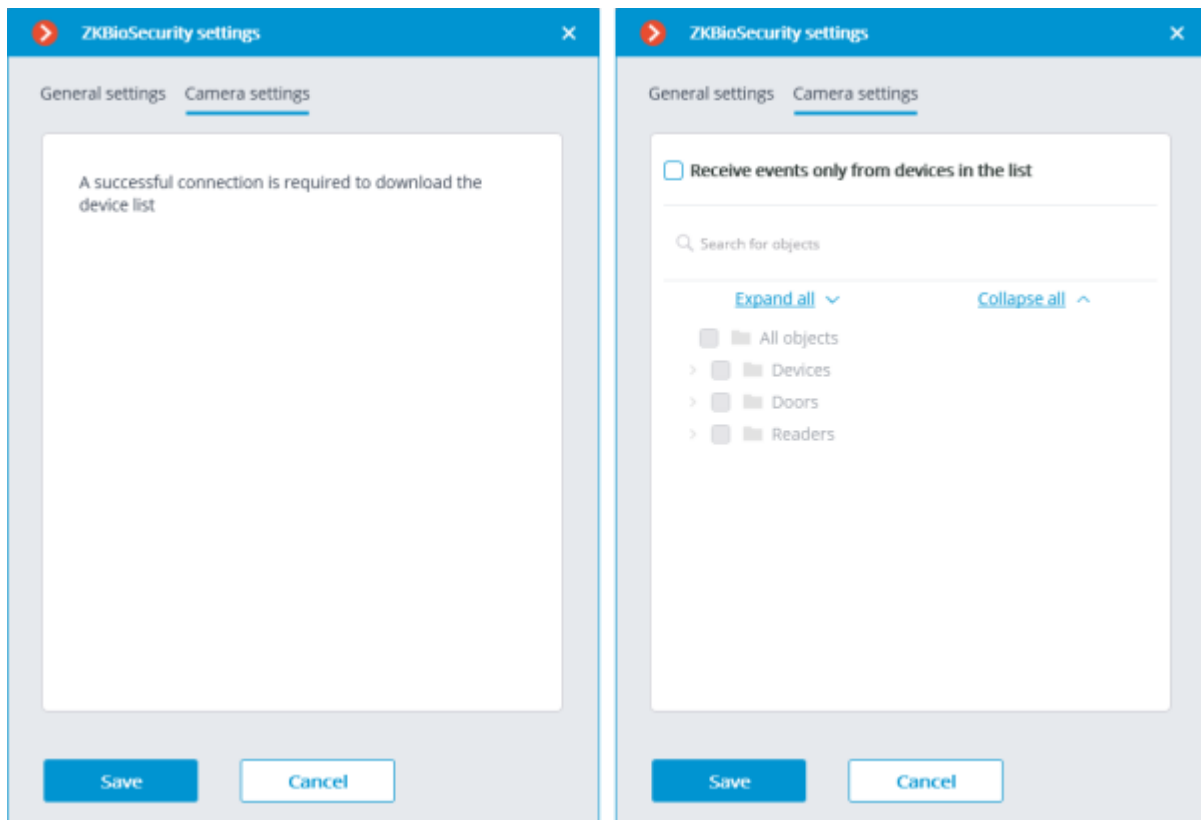 ZKBioSecurity settings
General settings Camera settings
A successful connection is required to download the
device list
Save Cancel
ZKBioSecurity settings
General settings Camera settings
Receive events only from devices in the list
Search for objects
Expand all Collapse all
All objects
Devices
Doors
Readers
Save Cancel